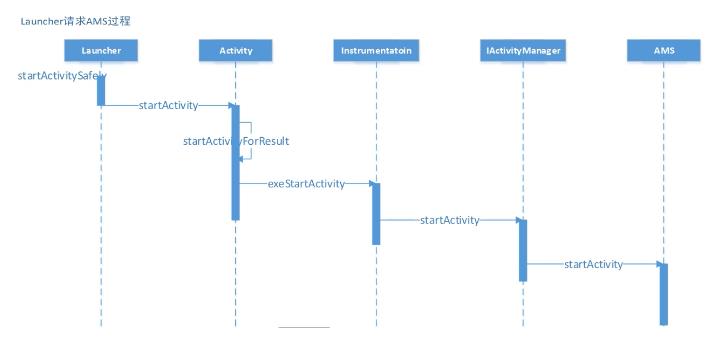 Launcher请求AMS过程
Launcher
Activity
Instrumentatoin
IActivityManager
AMS
startActivitySafely
startActivity
startActivityForResult
exeStartActivity
startActivity
startActivity